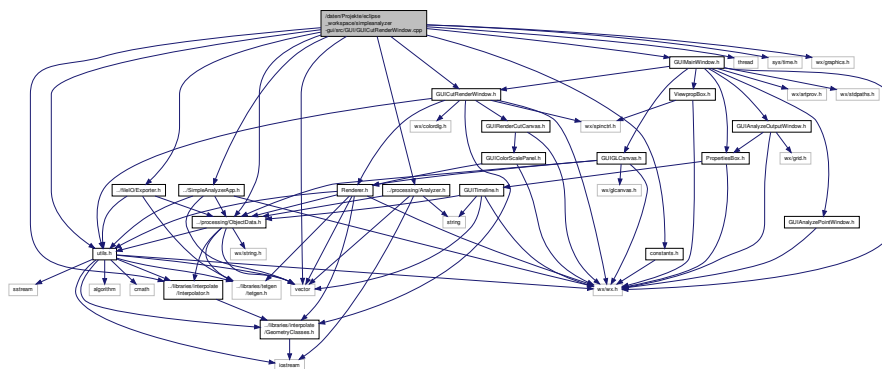 /daten/Projekte/eclipse
_workspace/simpleanalyzer
-gui/src/GUI/GUICutRenderWindow.cpp
GUIMainWindow.h
thread
sys/time.h
wx/graphics.h
GUICutRenderWindow.h
ViewpropBox.h
wx/artprov.h
wx/stdpaths.h
wx/colordlg.h
GUIRenderCutCanvas.h
wx/spinctrl.h
GUIAnalyzeOutputWindow.h
GUIColorScalePanel.h
GUIGLCanvas.h
PropertiesBox.h
wx/grid.h
../fileIO/Exporter.h
../SimpleAnalyzerApp.h
Renderer.h
../processing/Analyzer.h
GUITimeline.h
wx/glcanvas.h
../processing/ObjectData.h
string
GUIAnalyzePointWindow.h
utils.h
wx/string.h
constants.h
sstream
algorithm
cmath
../libraries/interpolate
/Interpolator.h
../libraries/tetgen
/tetgen.h
vector
wx/wx.h
../libraries/interpolate
/GeometryClasses.h
iostream